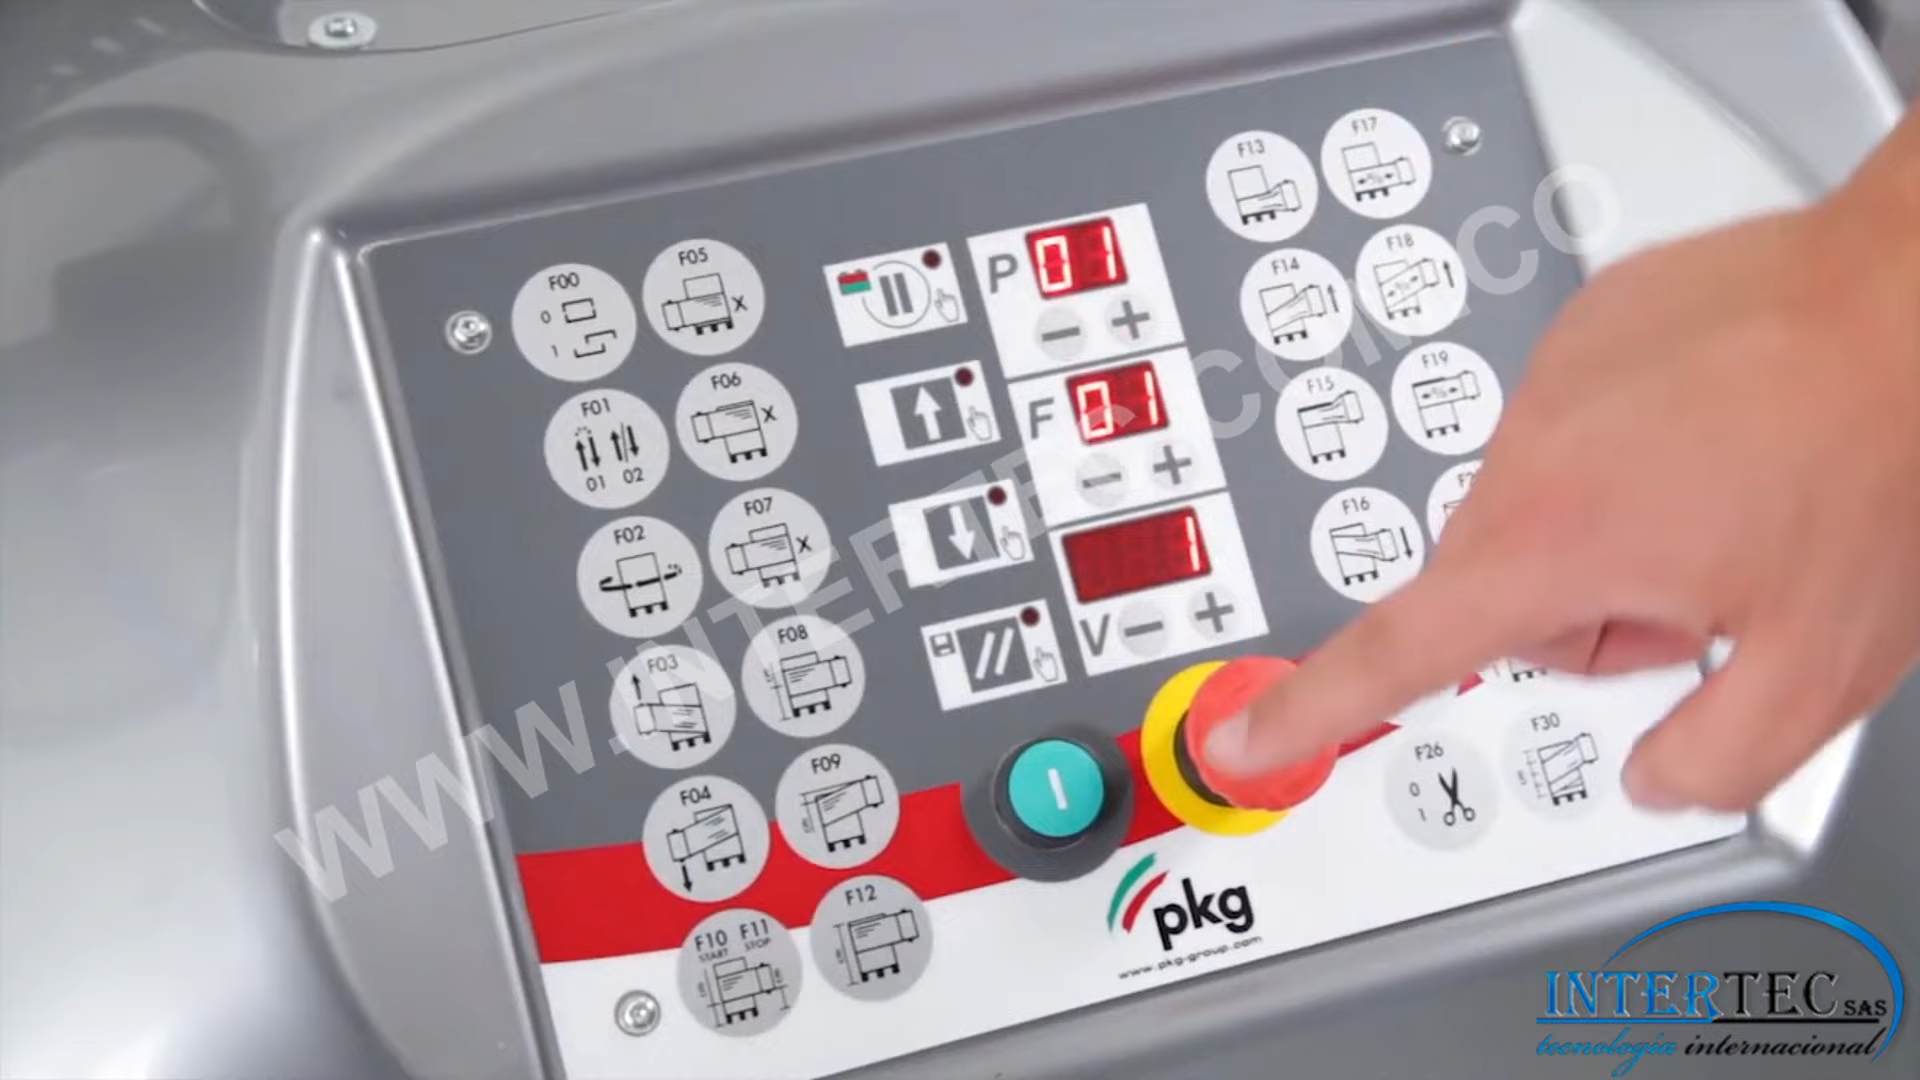 F00
0
1
F05
F01
01 02
F06
F02
F07
F03
F08
F04
F09
F10 F11
START STOP
F12
P 01
- +
F 01
- +
1
V - +
F13
F17
F14
F18
F15
F19
F16
F26
0
1
F30
I
pkg
www.pkg-group.com
WWW.INTERTEC.COM.CO
INTERTEC SAS
tecnología internacional